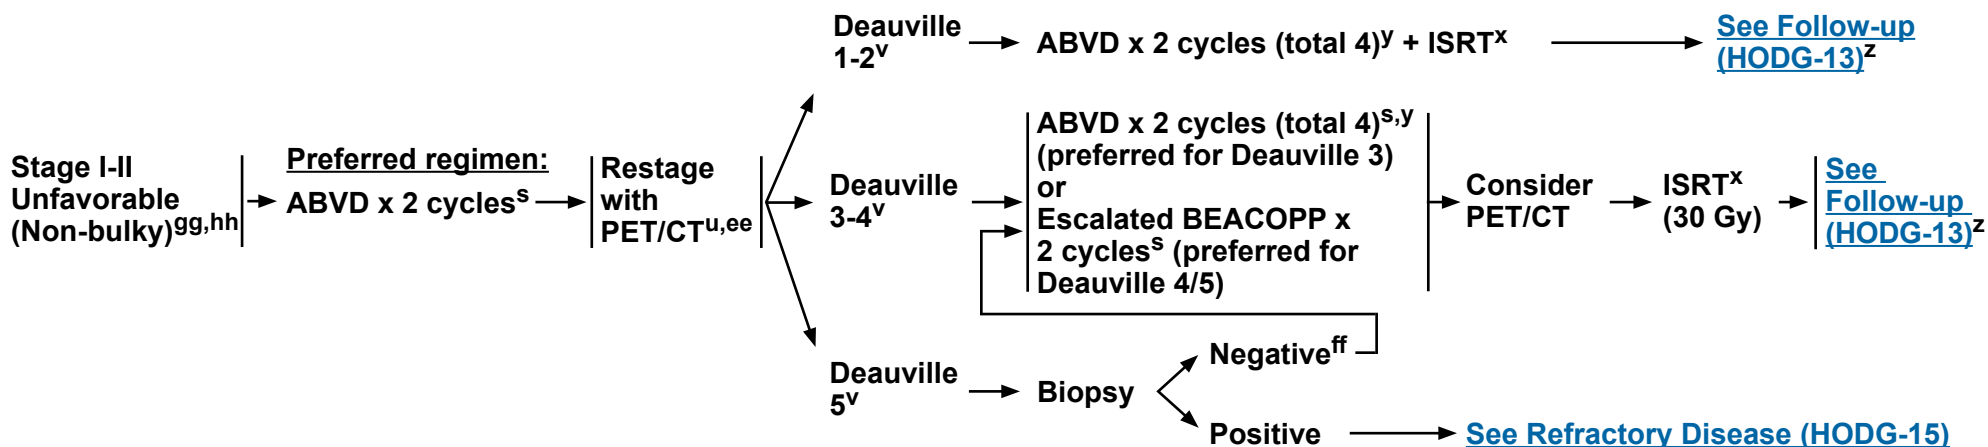 Stage I-II
Unfavorable
(Non-bulky)gg,hh
Preferred regimen:
ABVD x 2 cycless
Restage
with
PET/CTu,ee
Deauville
1-2v
ABVD x 2 cycles (total 4)y + ISRTx
See Follow-up
(HODG-13)z
Deauville
3-4v
ABVD x 2 cycles (total 4)s,y
(preferred for Deauville 3)
or
Escalated BEACOPP x
2 cycless (preferred for
Deauville 4/5)
Consider
PET/CT
ISRTx
(30 Gy)
See
Follow-up
(HODG-13)z
Deauville
5v
Biopsy
Negativeff
Positive
See Refractory Disease (HODG-15)